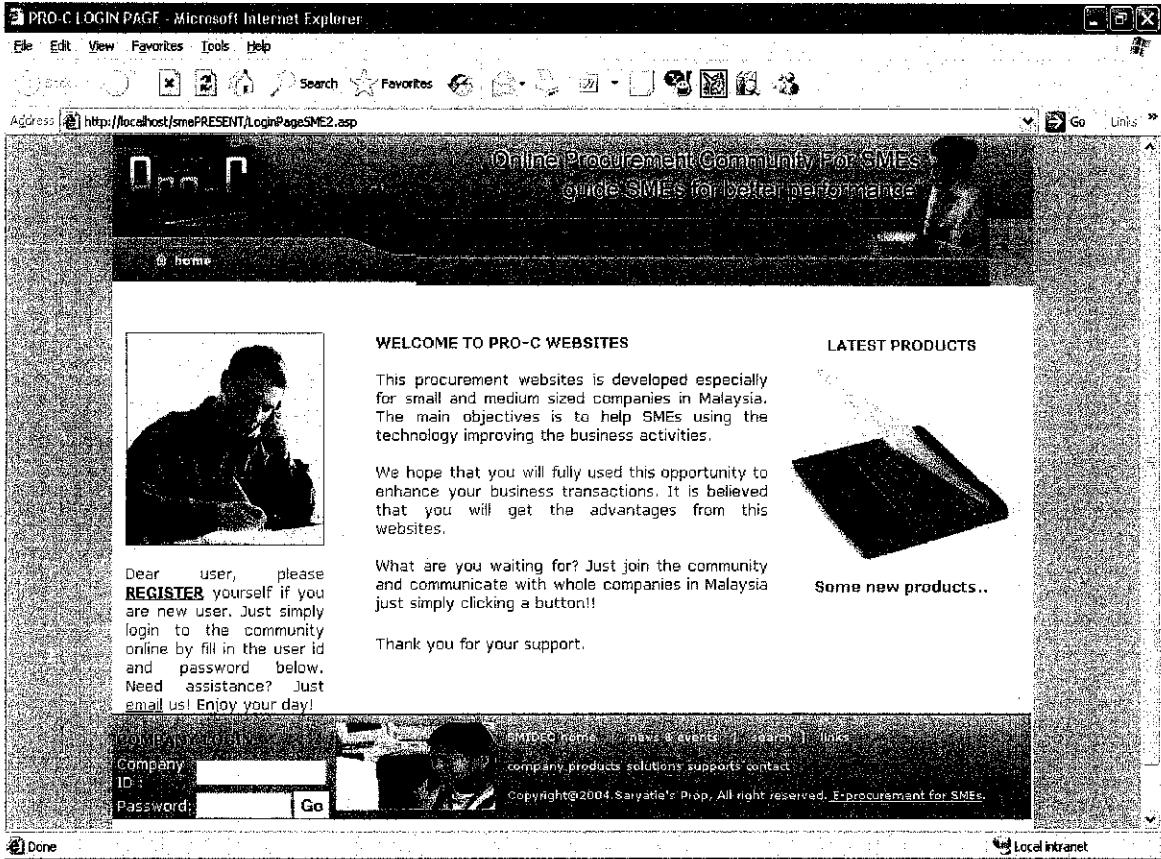 PRO-C LOGIN PAGE - Microsoft Internet Explorer
File Edit View Favorites Tools Help
Search Favorites
Address http://localhost/smePRESENT/LoginPageSME2.asp Go Links »
Pro-C
Online Procurement Community For SMEs
guide SMEs for better performance
home
WELCOME TO PRO-C WEBSITES
This procurement websites is developed especially
for small and medium sized companies in Malaysia.
The main objectives is to help SMEs using the
technology improving the business activities.
We hope that you will fully used this opportunity to
enhance your business transactions. It is believed
that you will get the advantages from this
websites.
What are you waiting for? Just join the community
and communicate with whole companies in Malaysia
just simply clicking a button!!
Thank you for your support.
LATEST PRODUCTS
Some new products..
Dear user, please
REGISTER yourself if you
are new user. Just simply
login to the community
online by fill in the user id
and password below.
Need assistance? Just
email us! Enjoy your day!
COMPANY LOGIN
Company
ID :
Password: Go
SMIDEC home | news & events | search | links
company products solutions supports contact
Copyright@2004.Saryatie's Prop, All right reserved. E-procurement for SMEs.
Done
Local intranet